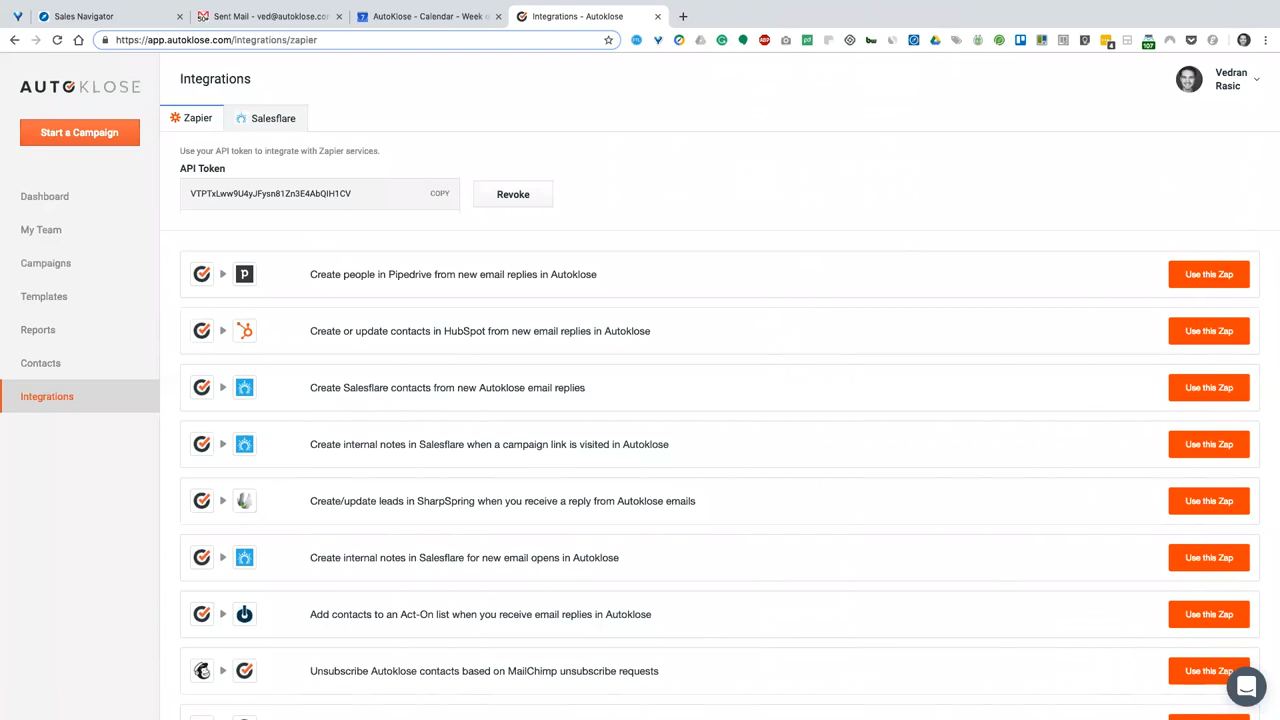 Sales Navigator
Sent Mail - ved@autoklose.com
AutoKlose - Calendar - Week o
Integrations - Autoklose
https://app.autoklose.com/integrations/zapier
107
4
AUTOKLOSE
Integrations
Vedran
Rasic
Start a Campaign
Zapier
Salesflare
Use your API token to integrate with Zapier services.
API Token
VTPTxLww9U4yJFysn81Zn3E4AbQIH1CV
COPY
Revoke
Dashboard
My Team
Campaigns
Templates
Reports
Contacts
Integrations
Create people in Pipedrive from new email replies in Autoklose
Use this Zap
Create or update contacts in HubSpot from new email replies in Autoklose
Use this Zap
Create Salesflare contacts from new Autoklose email replies
Use this Zap
Create internal notes in Salesflare when a campaign link is visited in Autoklose
Use this Zap
Create/update leads in SharpSpring when you receive a reply from Autoklose emails
Use this Zap
Create internal notes in Salesflare for new email opens in Autoklose
Use this Zap
Add contacts to an Act-On list when you receive email replies in Autoklose
Use this Zap
Unsubscribe Autoklose contacts based on MailChimp unsubscribe requests
Use this Zap